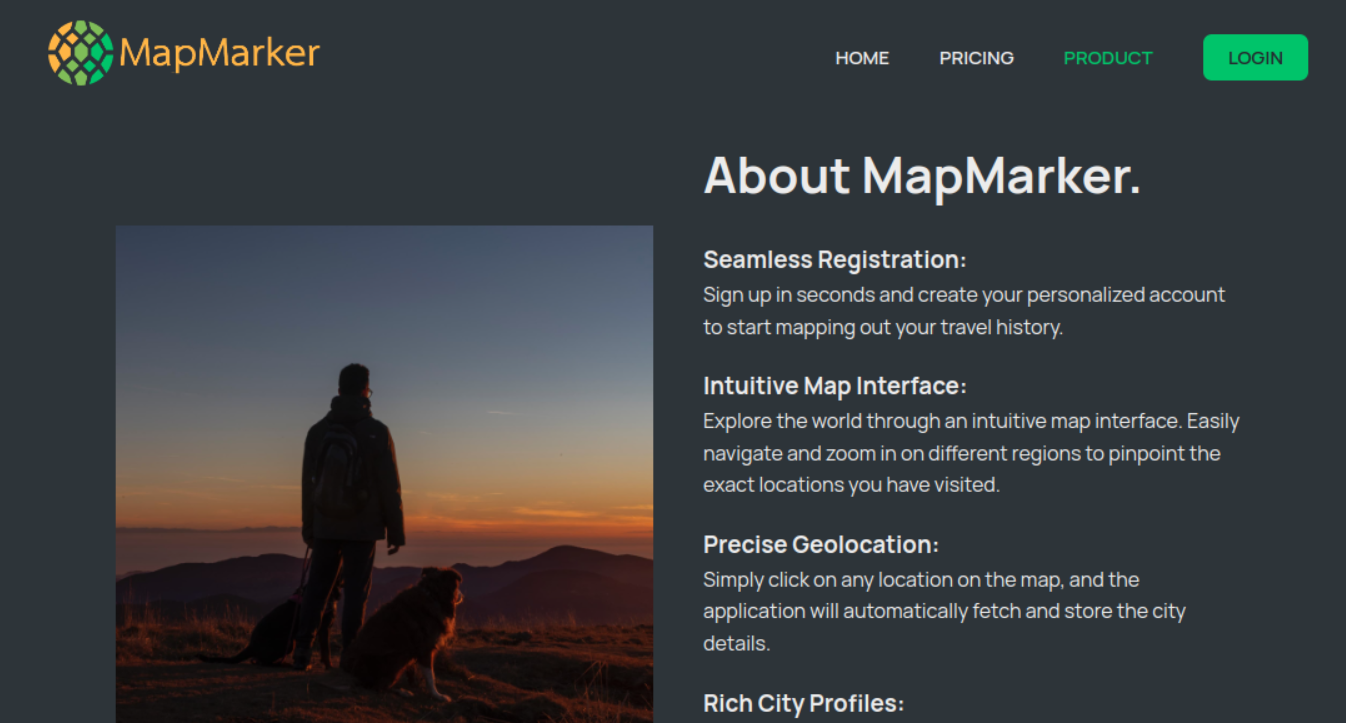 MapMarker
HOME PRICING PRODUCT LOGIN
About MapMarker.
Seamless Registration:
Sign up in seconds and create your personalized account
to start mapping out your travel history.
Intuitive Map Interface:
Explore the world through an intuitive map interface. Easily
navigate and zoom in on different regions to pinpoint the
exact locations you have visited.
Precise Geolocation:
Simply click on any location on the map, and the
application will automatically fetch and store the city
details.
Rich City Profiles: